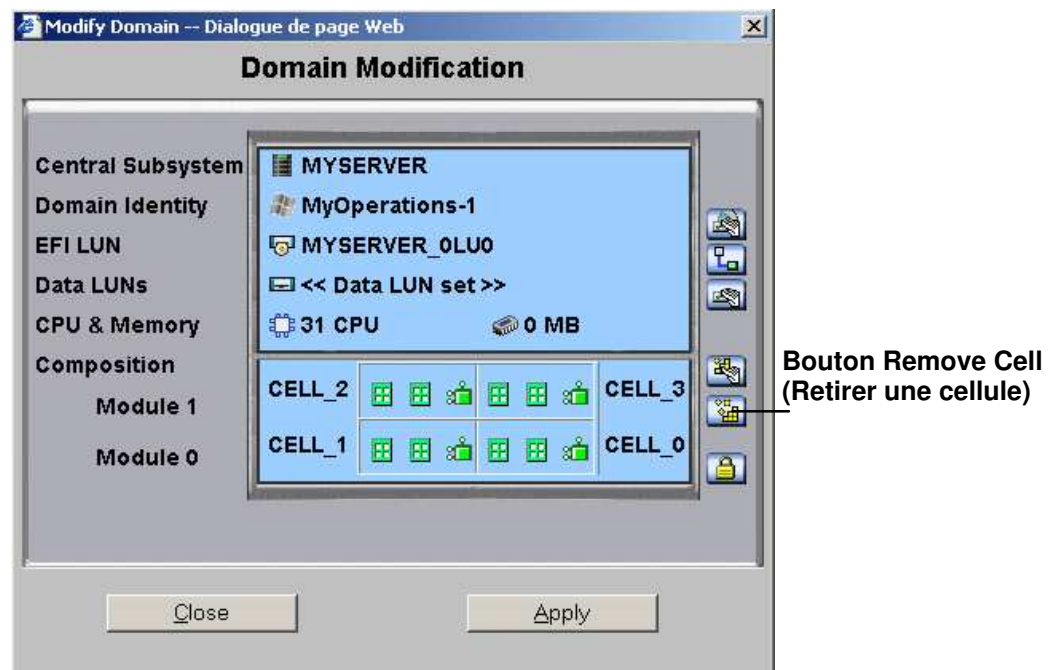 Modify Domain -- Dialogue de page Web
Domain Modification
Central Subsystem MYSERVER
Domain Identity MyOperations-1
EFI LUN MYSERVER_0LU0
Data LUNs << Data LUN set >>
CPU & Memory 31 CPU 0 MB
Composition
Module 1 CELL_2 CELL_3
Module 0 CELL_1 CELL_0
Bouton Remove Cell
(Retirer une cellule)
Close Apply